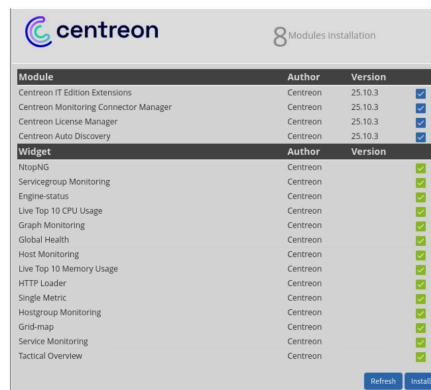 centreon
8 Modules installation
Module Author Version
Centreon IT Edition Extensions Centreon 25.10.3
Centreon Monitoring Connector Manager Centreon 25.10.3
Centreon License Manager Centreon 25.10.3
Centreon Auto Discovery Centreon 25.10.3
Widget Author Version
NtopNG Centreon
Servicegroup Monitoring Centreon
Engine-status Centreon
Live Top 10 CPU Usage Centreon
Graph Monitoring Centreon
Global Health Centreon
Host Monitoring Centreon
Live Top 10 Memory Usage Centreon
HTTP Loader Centreon
Single Metric Centreon
Hostgroup Monitoring Centreon
Grid-map Centreon
Service Monitoring Centreon
Tactical Overview Centreon
Refresh Install